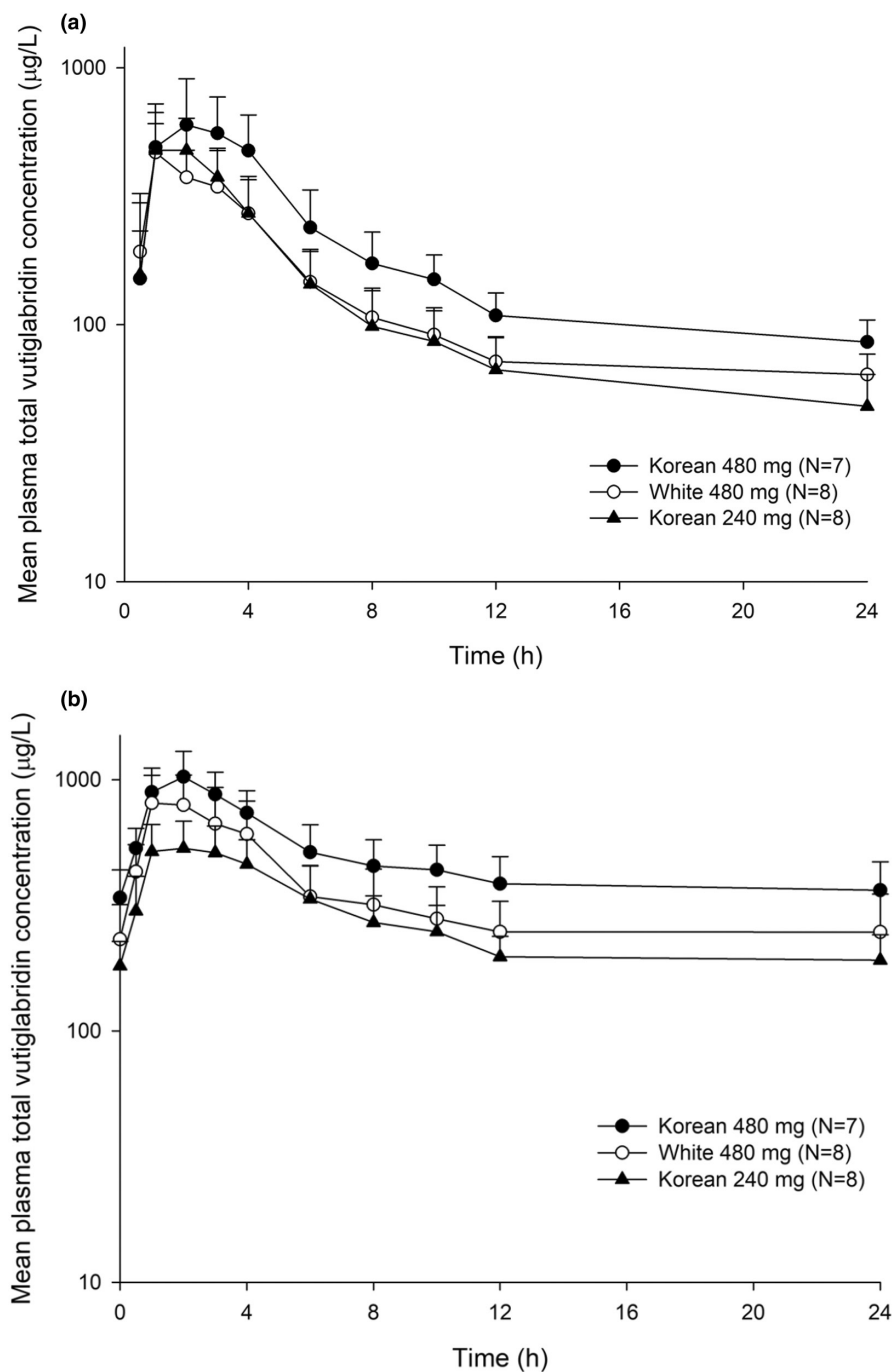 (a)
Mean plasma total vutiglabridin concentration (μg/L)
1000
100
10
Korean 480 mg (N=7)
White 480 mg (N=8)
Korean 240 mg (N=8)
0 4 8 12 16 20 24
Time (h)
(b)
Mean plasma total vutiglabridin concentration (μg/L)
1000
100
10
Korean 480 mg (N=7)
White 480 mg (N=8)
Korean 240 mg (N=8)
0 4 8 12 16 20 24
Time (h)